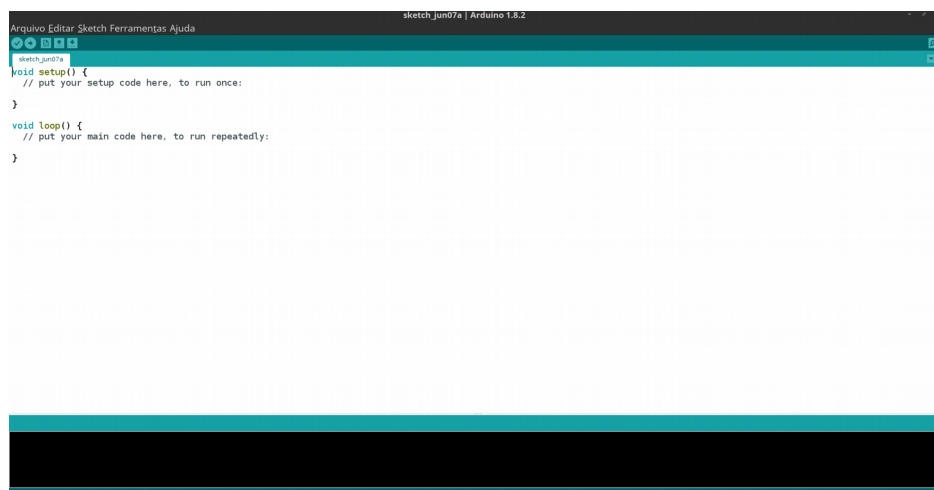 sketch_jun07a | Arduino 1.8.2
Arquivo Editar Sketch Ferramentas Ajuda
sketch_jun07a
void setup() {
  // put your setup code here, to run once:
}
void loop() {
  // put your main code here, to run repeatedly:
}